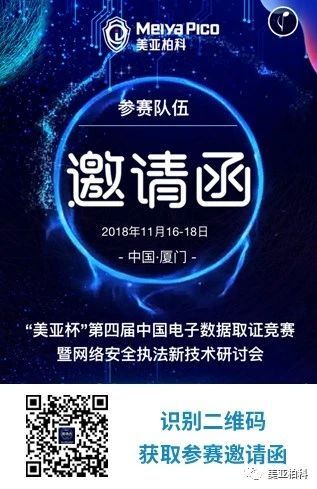 Meiya Pico
美亚柏科
参赛队伍
邀请函
2018年11月16-18日
- 中国·厦门 -
“美亚杯”第四届中国电子数据取证竞赛
暨网络安全执法新技术研讨会
识别二维码
获取参赛邀请函
美亚柏科